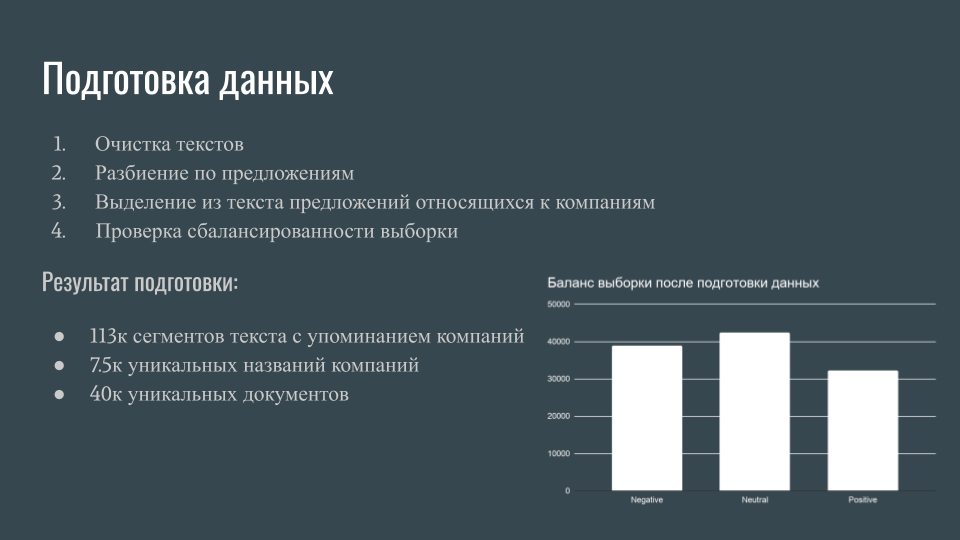 Подготовка данных
1. Очистка текстов
2. Разбиение по предложениям
3. Выделение из текста предложений относящихся к компаниям
4. Проверка сбалансированности выборки
Результат подготовки:
● 113к сегментов текста с упоминанием компаний
● 7.5к уникальных названий компаний
● 40к уникальных документов
Баланс выборки после подготовки данных
50000
40000
30000
20000
10000
0
Negative Neutral Positive